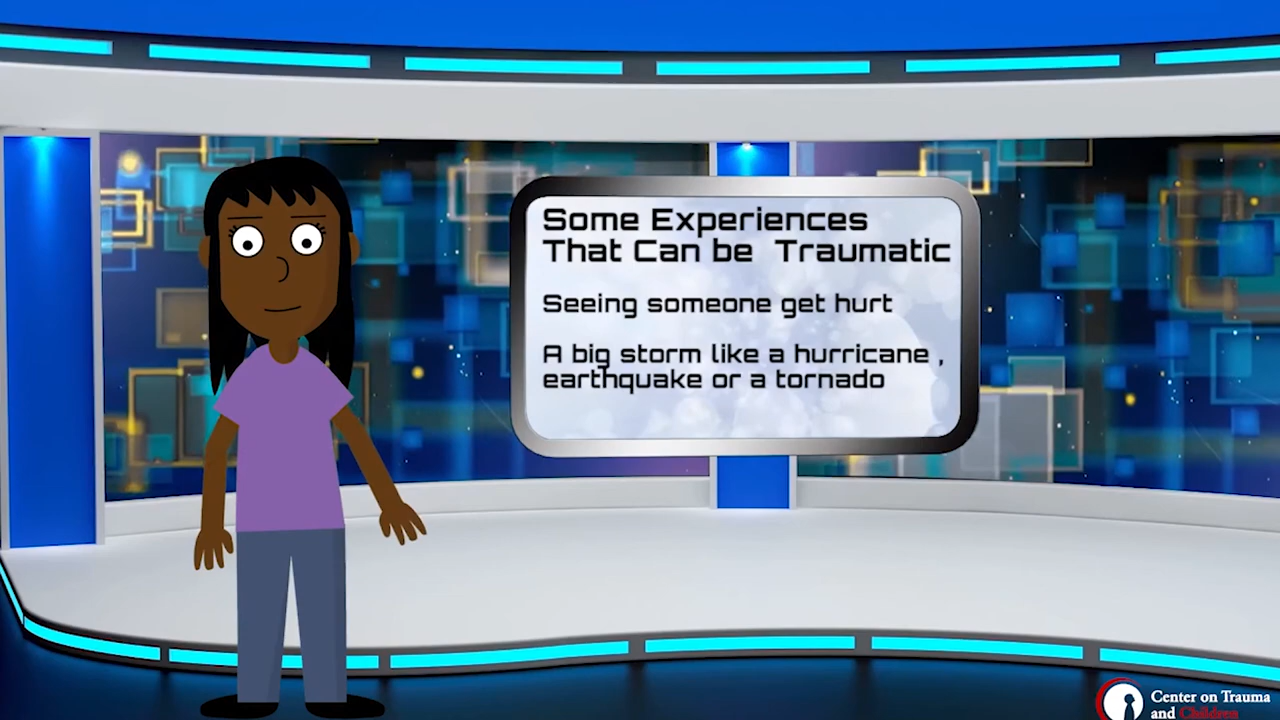 Some Experiences
That Can be  Traumatic
Seeing someone get hurt
A big storm like a hurricane ,
earthquake or a tornado
Center on Trauma
and Children